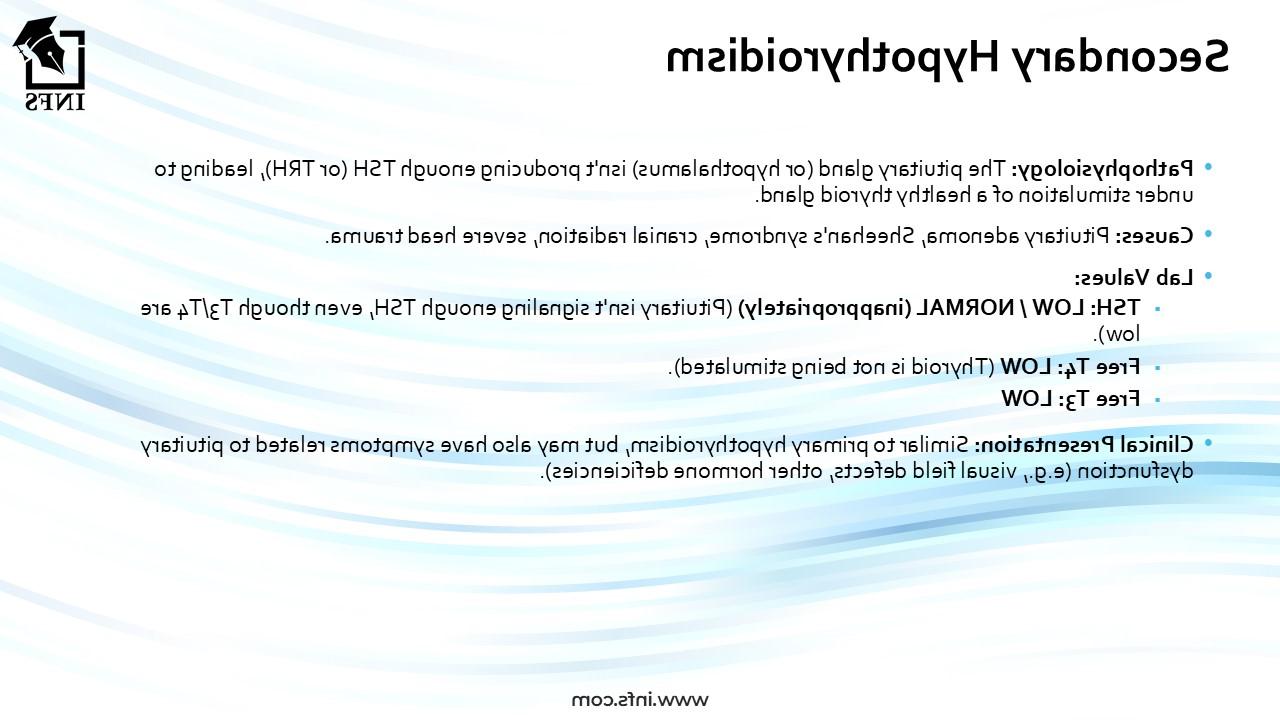 Secondary Hypothyroidism
INFS
• Pathophysiology: The pituitary gland (or hypothalamus) isn't producing enough TSH (or TRH), leading to
under stimulation of a healthy thyroid gland.
• Causes: Pituitary adenoma, Sheehan's syndrome, cranial radiation, severe head trauma.
• Lab Values:
▪ TSH: LOW / NORMAL (inappropriately) (Pituitary isn't signaling enough TSH, even though T3/T4 are
low).
▪ Free T4: LOW (Thyroid is not being stimulated).
▪ Free T3: LOW
• Clinical Presentation: Similar to primary hypothyroidism, but may also have symptoms related to pituitary
dysfunction (e.g., visual field defects, other hormone deficiencies).
www.infs.com